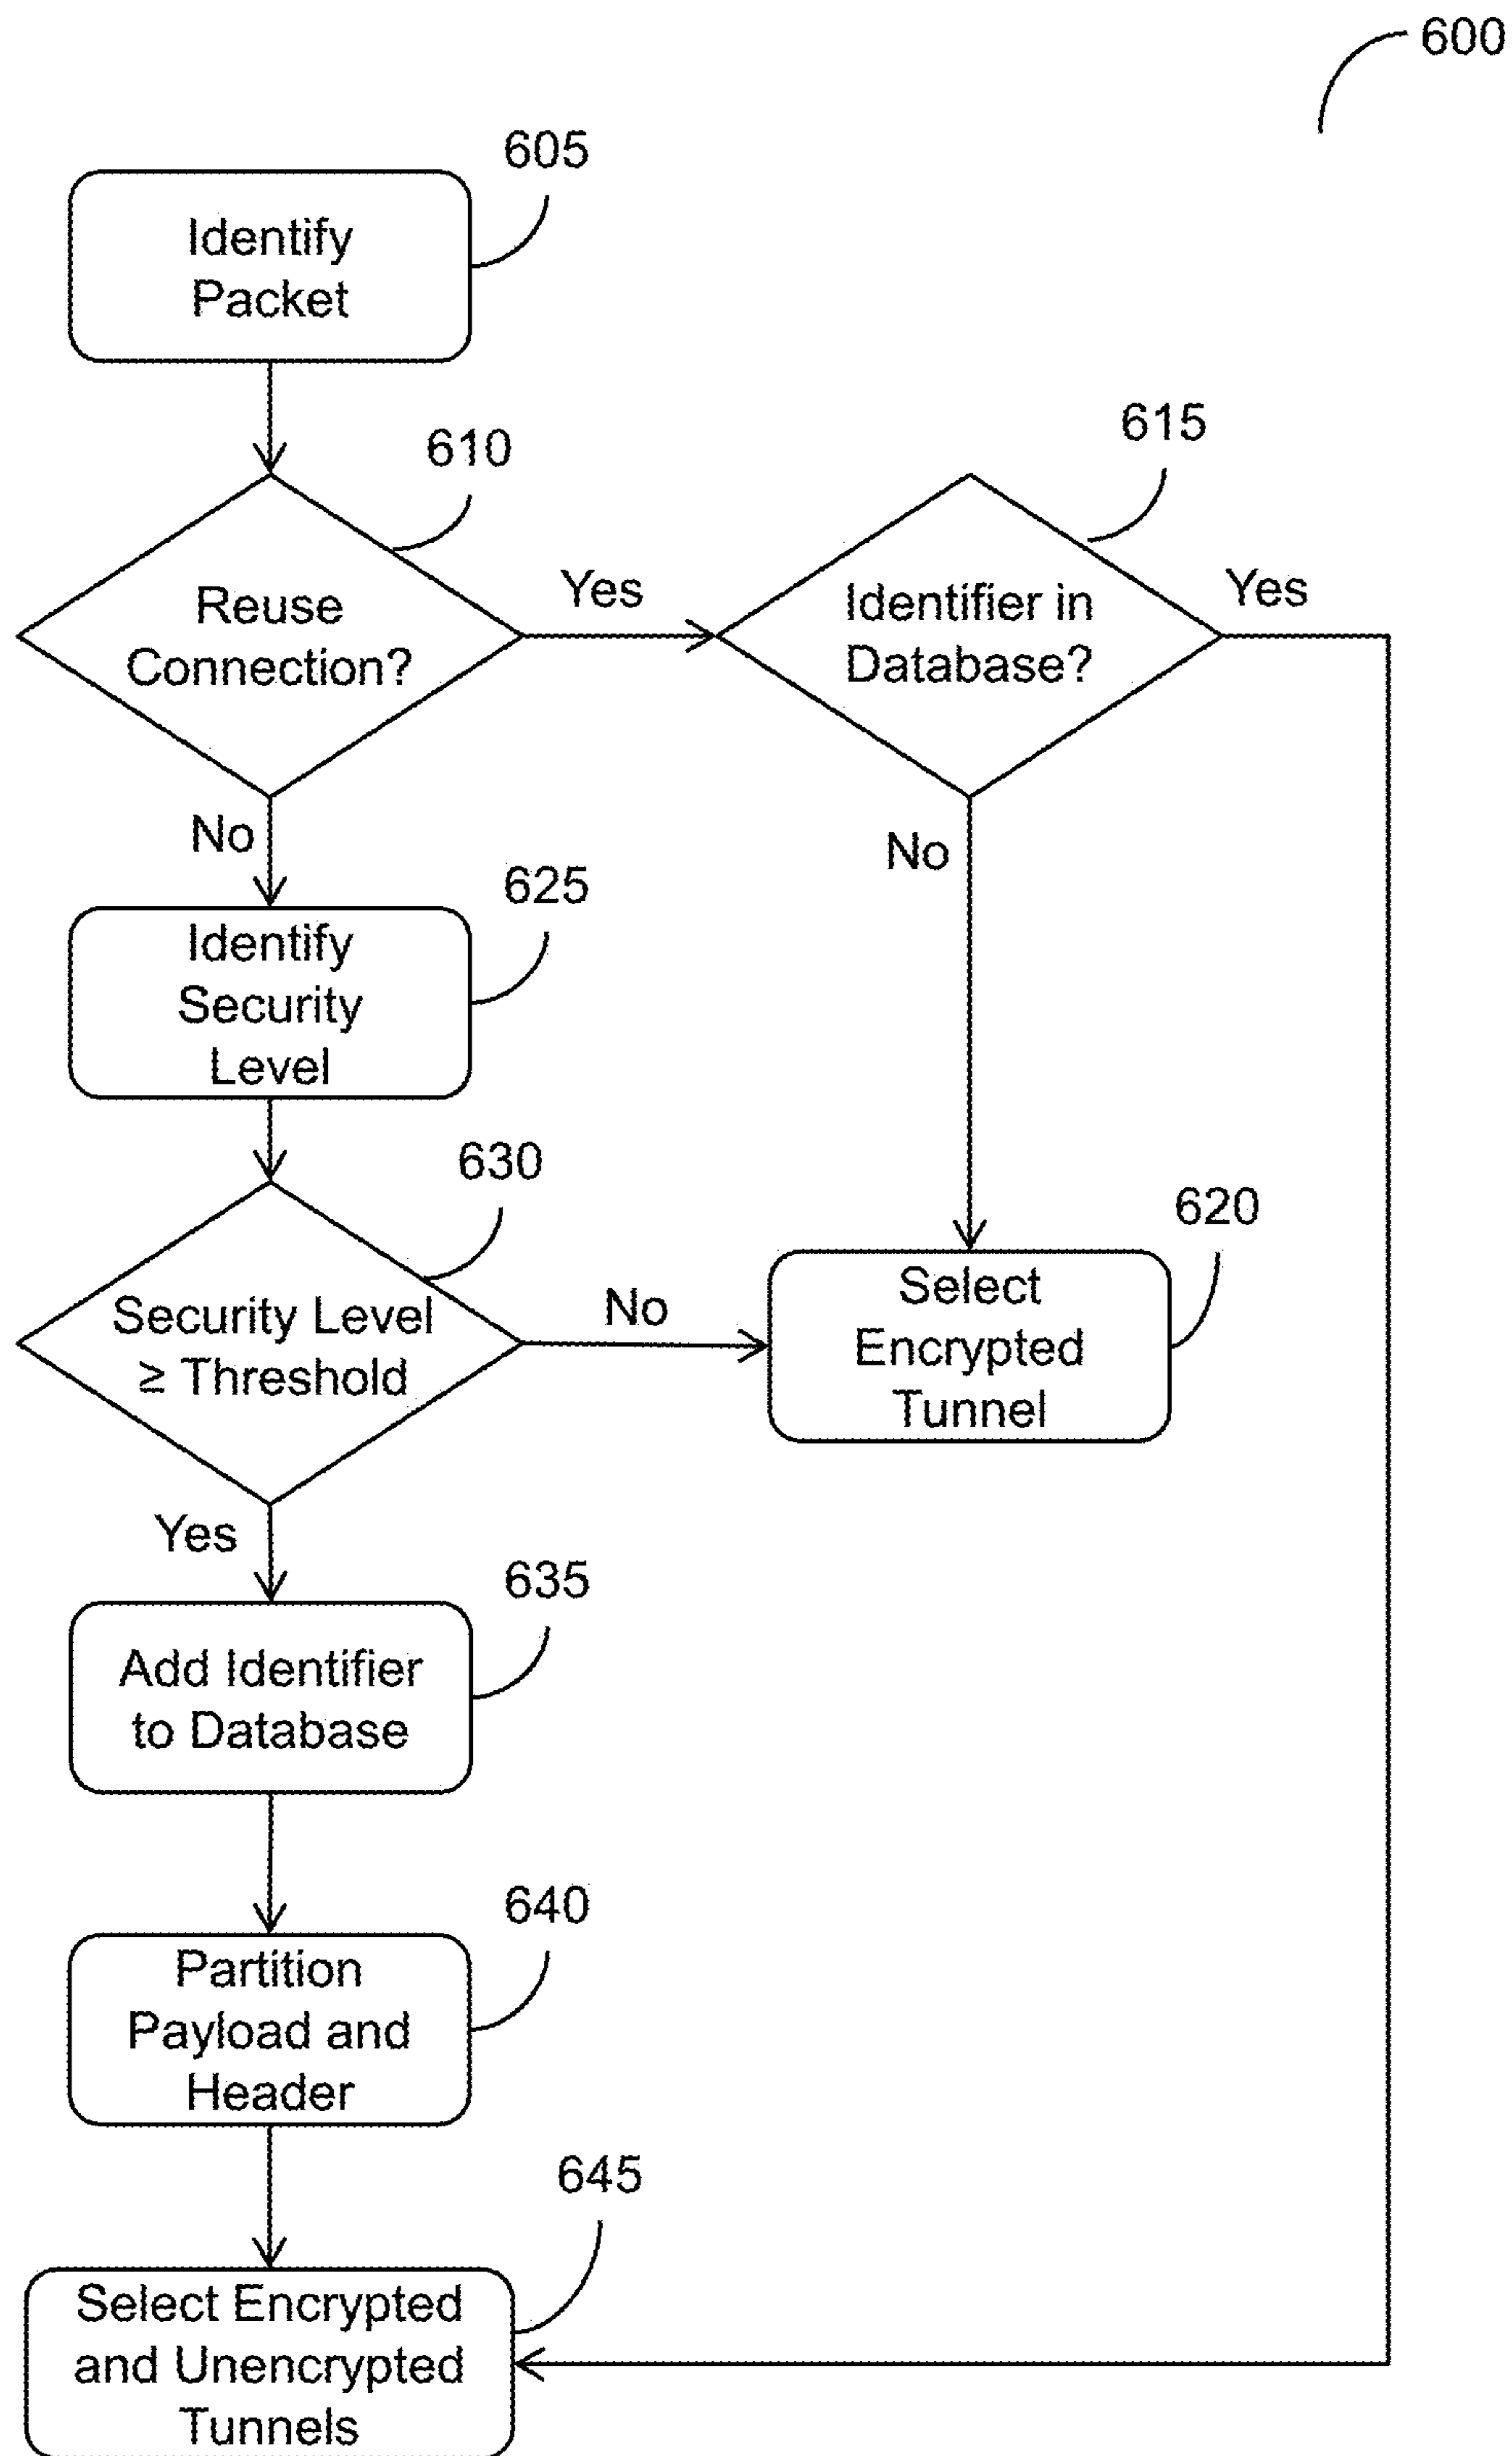 600
605
Identify
Packet
610
615
Reuse
Connection?
Yes
Identifier in
Database?
Yes
No
No
625
Identify
Security
Level
630
620
Security Level
≥ Threshold
No
Select
Encrypted
Tunnel
Yes
635
Add Identifier
to Database
640
Partition
Payload and
Header
645
Select Encrypted
and Unencrypted
Tunnels